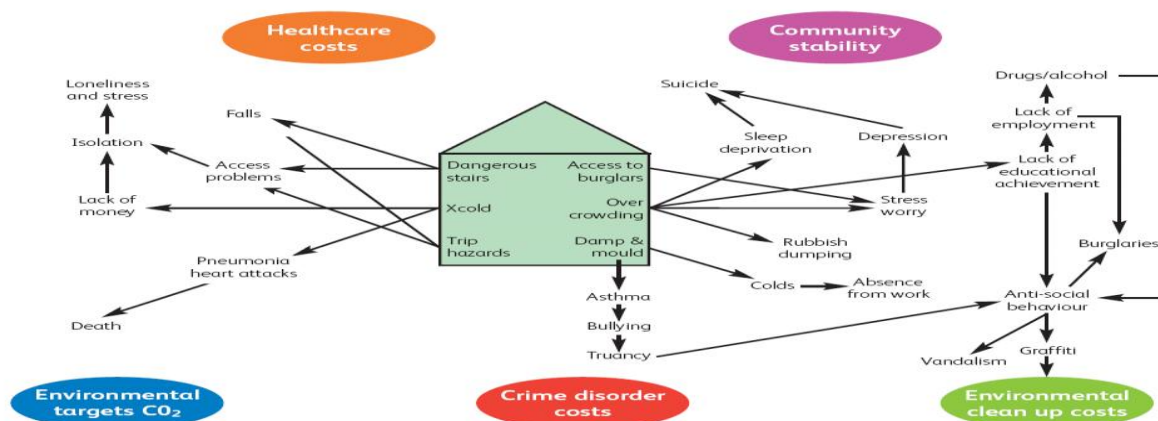 Healthcare
costs
Community
stability
Loneliness
and stress
Falls
Isolation
Access
problems
Lack of
money
Pneumonia
heart attacks
Death
Dangerous
stairs
Xcold
Trip
hazards
Access to
burglars
Over
crowding
Damp &
mould
Suicide
Sleep
deprivation
Depression
Stress
worry
Rubbish
dumping
Colds
Absence
from work
Asthma
Bullying
Truancy
Drugs/alcohol
Lack of
employment
Lack of
educational
achievement
Burglaries
Anti-social
behaviour
Vandalism
Graffiti
Environmental
targets C0₂
Crime disorder
costs
Environmental
clean up costs